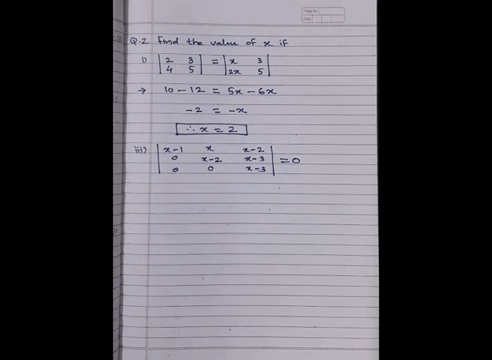 Q.2 Find the value of x if
i) | 2 3 | = | x 3 |
| 4 5 | | 2x 5 |
→ 10 - 12 = 5x - 6x
-2 = -x
∴ x = 2
iii) | x-1 x x-2 |
| 0 x-2 x-3 | = 0
| 0 0 x-3 |